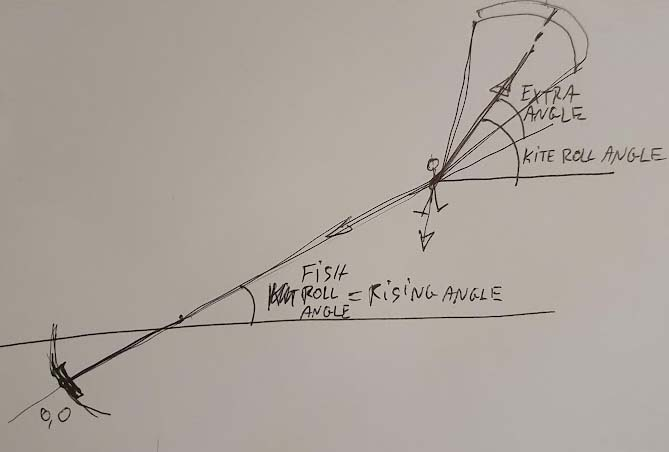 EXTRA
ANGLE
KITE ROLL ANGLE
FISH
ROLL = RISING ANGLE
ANGLE
0,0